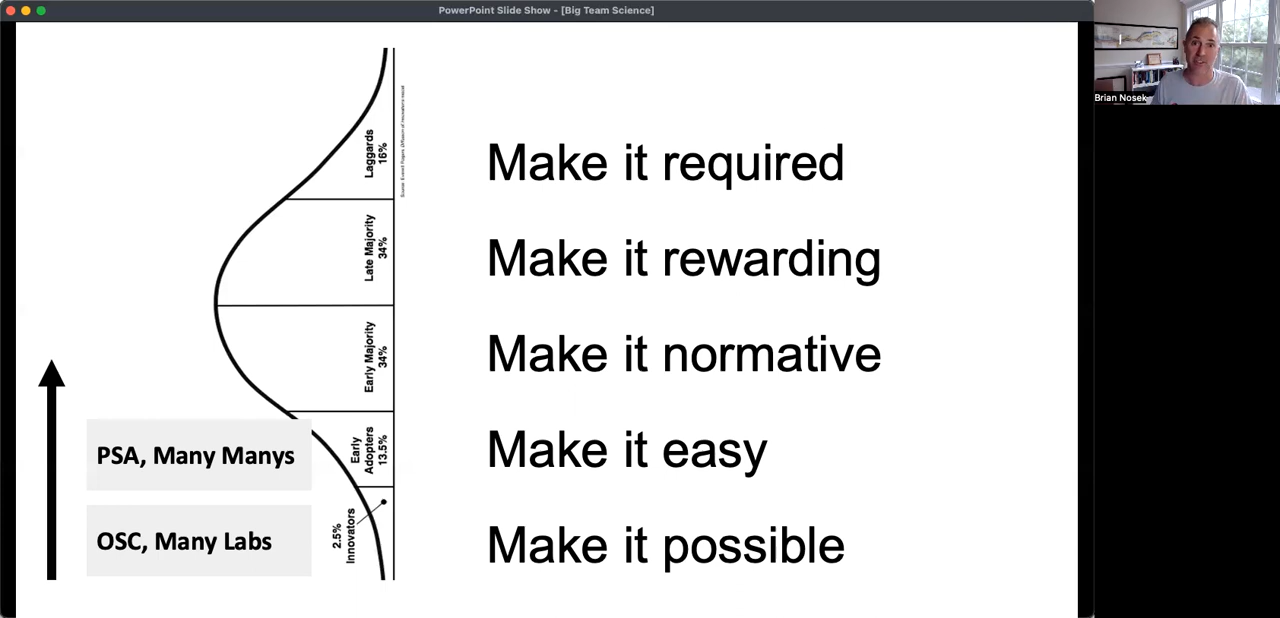 PowerPoint Slide Show - [Big Team Science]
Brian Nosek
Laggards
16%
Late Majority
34%
Early Majority
34%
Early
Adopters
13.5%
2.5%
Innovators
PSA, Many Manys
OSC, Many Labs
Make it required
Make it rewarding
Make it normative
Make it easy
Make it possible